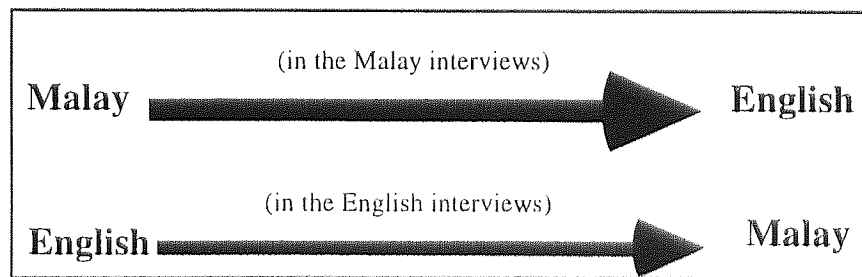 (in the Malay interviews)
Malay English
(in the English interviews)
English Malay